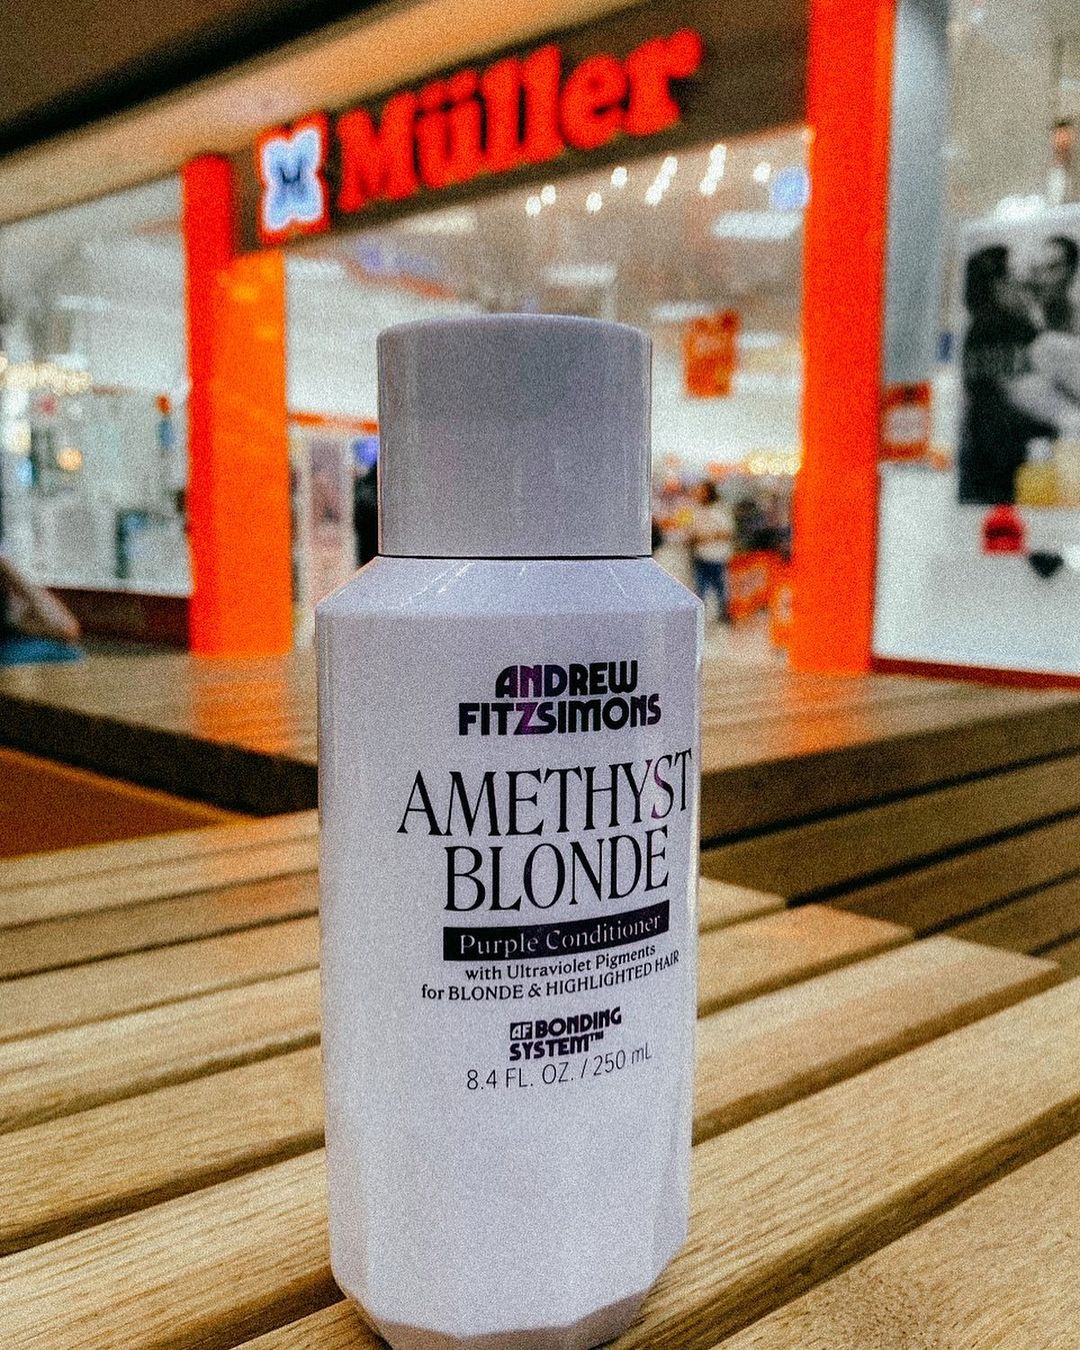 Müller
ANDREW
FITZSIMONS
AMETHYST
BLONDE
Purple Conditioner
with Ultraviolet Pigments
for BLONDE & HIGHLIGHTED HAIR
AF BONDING
SYSTEM™
8.4 FL. OZ. / 250 mL